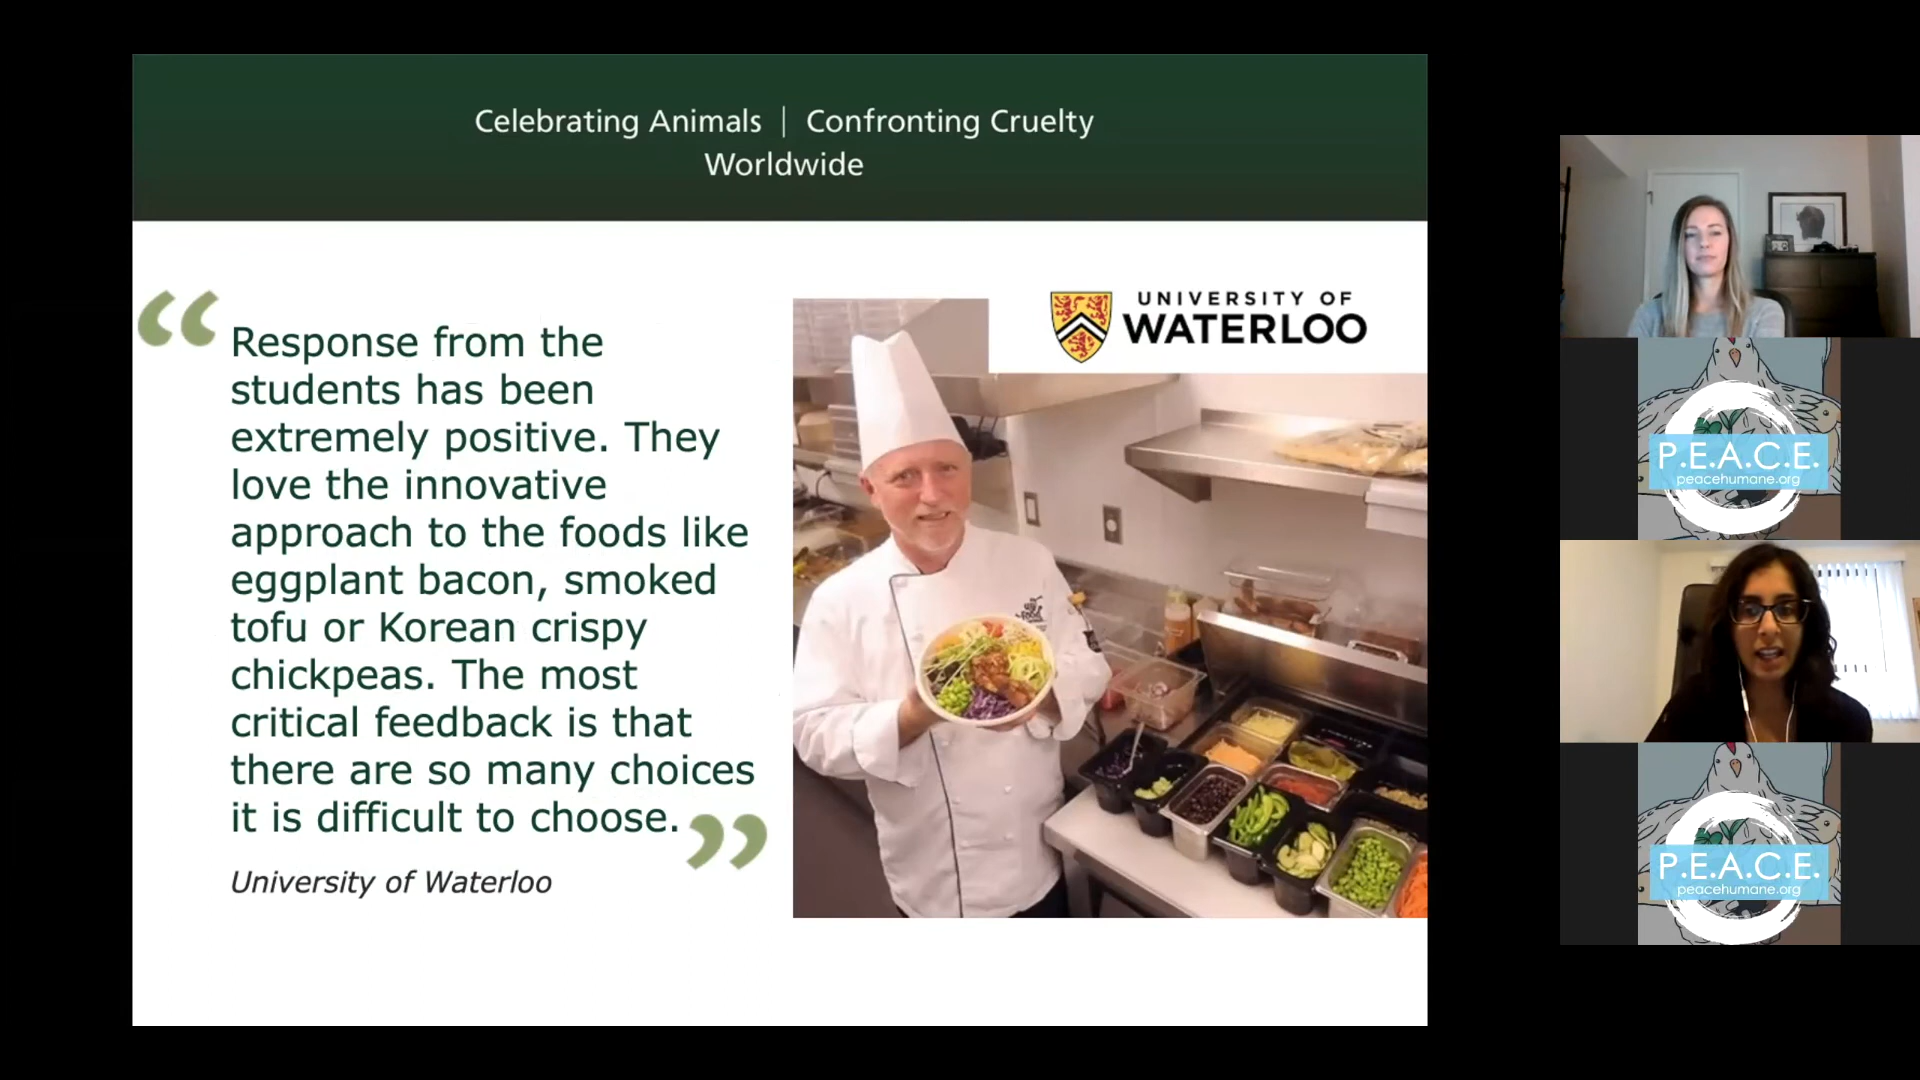 Celebrating Animals | Confronting Cruelty
Worldwide
“
Response from the
students has been
extremely positive. They
love the innovative
approach to the foods like
eggplant bacon, smoked
tofu or Korean crispy
chickpeas. The most
critical feedback is that
there are so many choices
it is difficult to choose.
”
University of Waterloo
UNIVERSITY OF
WATERLOO
P.E.A.C.E.
peacehumane.org
P.E.A.C.E.
peacehumane.org